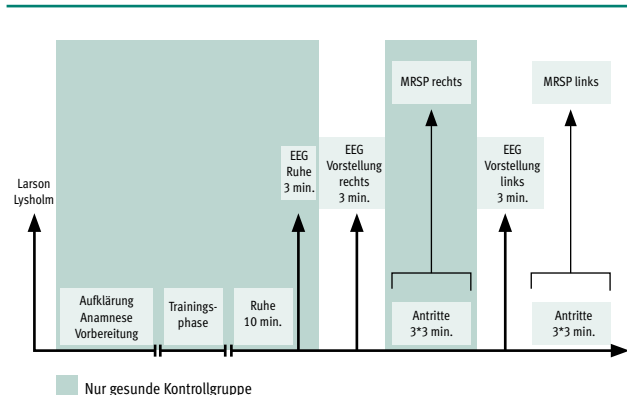 MRSP rechts
MRSP links
EEG
Ruhe
3 min.
EEG
Vorstellung
rechts
3 min.
EEG
Vorstellung
links
3 min.
Larson
Lysholm
Aufklärung
Anamnese
Vorbereitung
Trainings-
phase
Ruhe
10 min.
Antritte
3*3 min.
Antritte
3*3 min.
Nur gesunde Kontrollgruppe